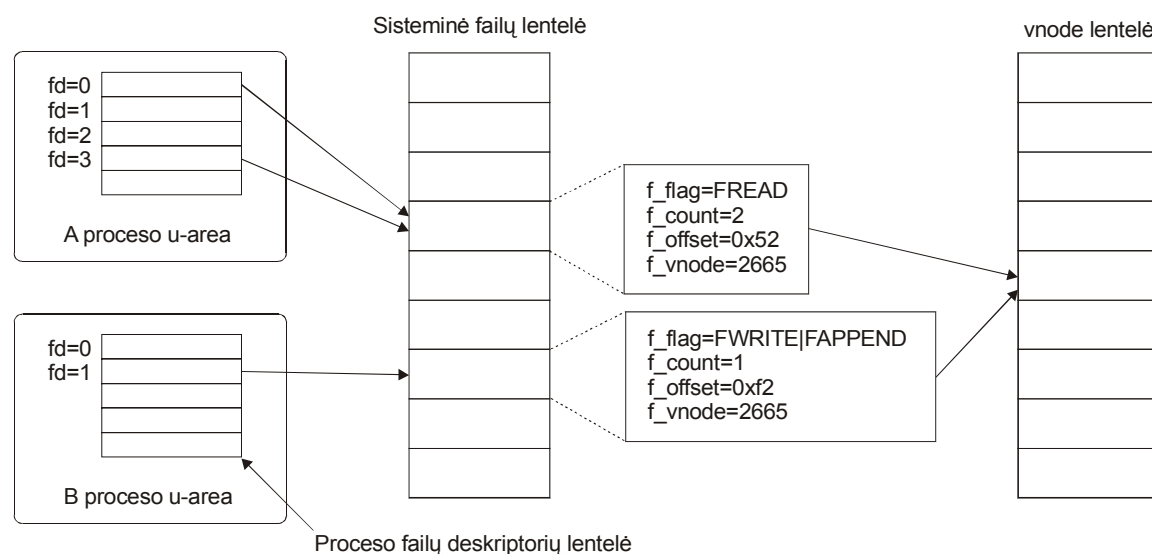 Sisteminė failų lentelė
vnode lentelė
fd=0
fd=1
fd=2
fd=3
A proceso u-area
f_flag=FREAD
f_count=2
f_offset=0x52
f_vnode=2665
fd=0
fd=1
B proceso u-area
f_flag=FWRITE|FAPPEND
f_count=1
f_offset=0xf2
f_vnode=2665
Proceso failų deskriptorių lentelė